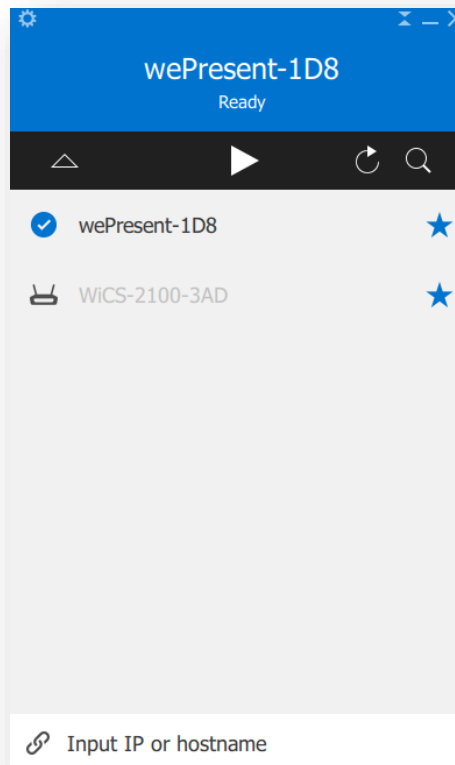 wePresent-1D8
Ready
wePresent-1D8
WiCS-2100-3AD
Input IP or hostname